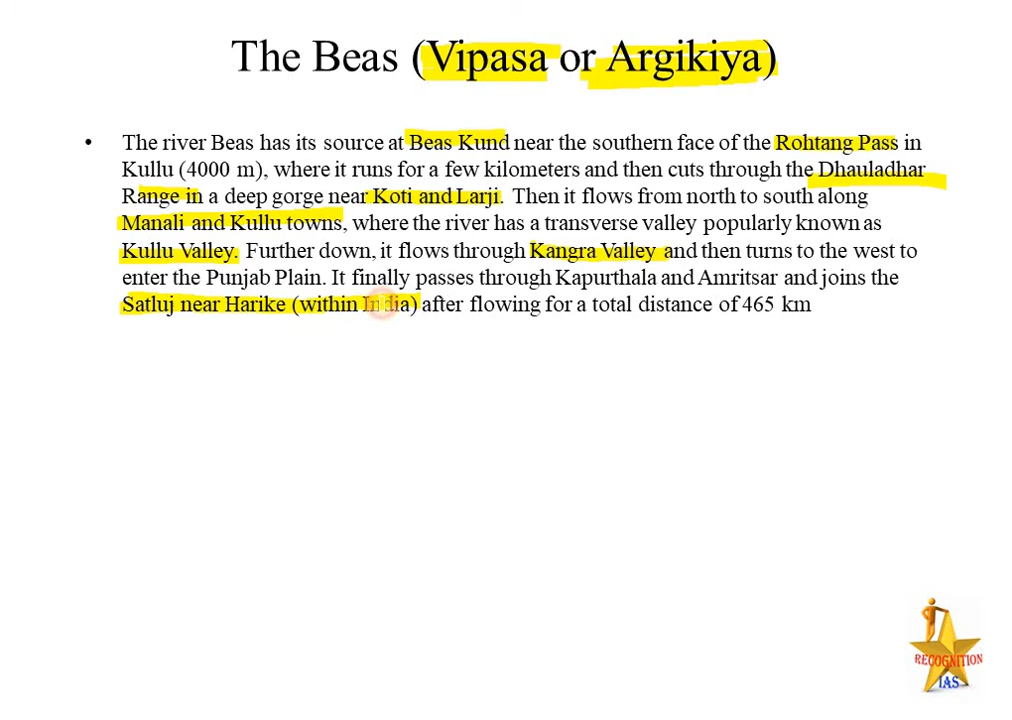 The Beas (Vipasa or Argikiya)
• The river Beas has its source at Beas Kund near the southern face of the Rohtang Pass in
Kullu (4000 m), where it runs for a few kilometers and then cuts through the Dhauladhar
Range in a deep gorge near Koti and Larji. Then it flows from north to south along
Manali and Kullu towns, where the river has a transverse valley popularly known as
Kullu Valley. Further down, it flows through Kangra Valley and then turns to the west to
enter the Punjab Plain. It finally passes through Kapurthala and Amritsar and joins the
Satluj near Harike (within India) after flowing for a total distance of 465 km
RECOGNITION
IAS